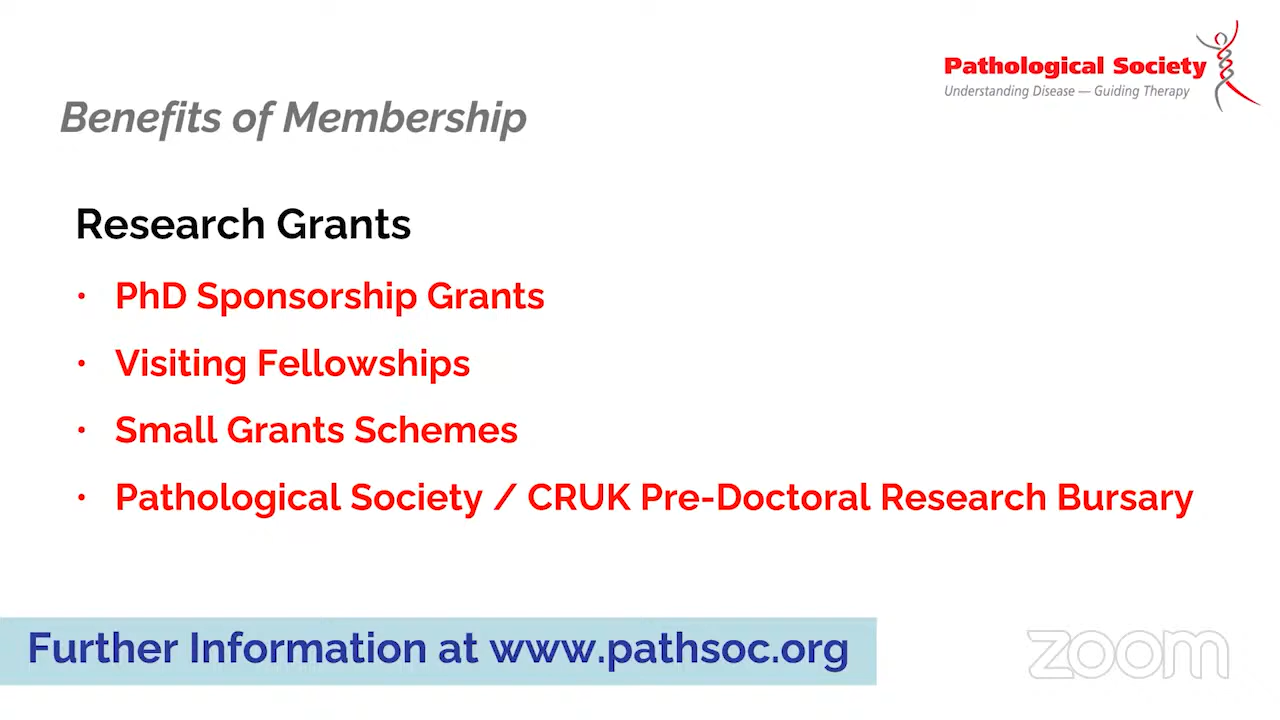 Pathological Society
Understanding Disease — Guiding Therapy
Benefits of Membership
Research Grants
• PhD Sponsorship Grants
• Visiting Fellowships
• Small Grants Schemes
• Pathological Society / CRUK Pre-Doctoral Research Bursary
Further Information at www.pathsoc.org
zoom